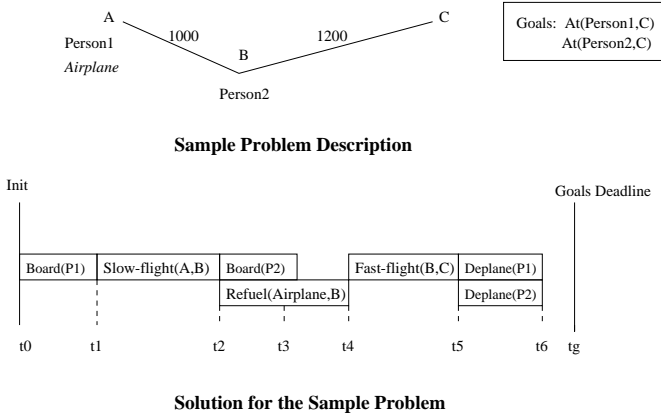 A
C
Goals: At(Person1,C)
At(Person2,C)
Person1
Airplane
1000
B
1200
Person2
Sample Problem Description
Init
Goals Deadline
Board(P1)
Slow-flight(A,B)
Board(P2)
Fast-flight(B,C)
Deplane(P1)
Refuel(Airplane,B)
Deplane(P2)
t0
t1
t2
t3
t4
t5
t6
tg
Solution for the Sample Problem